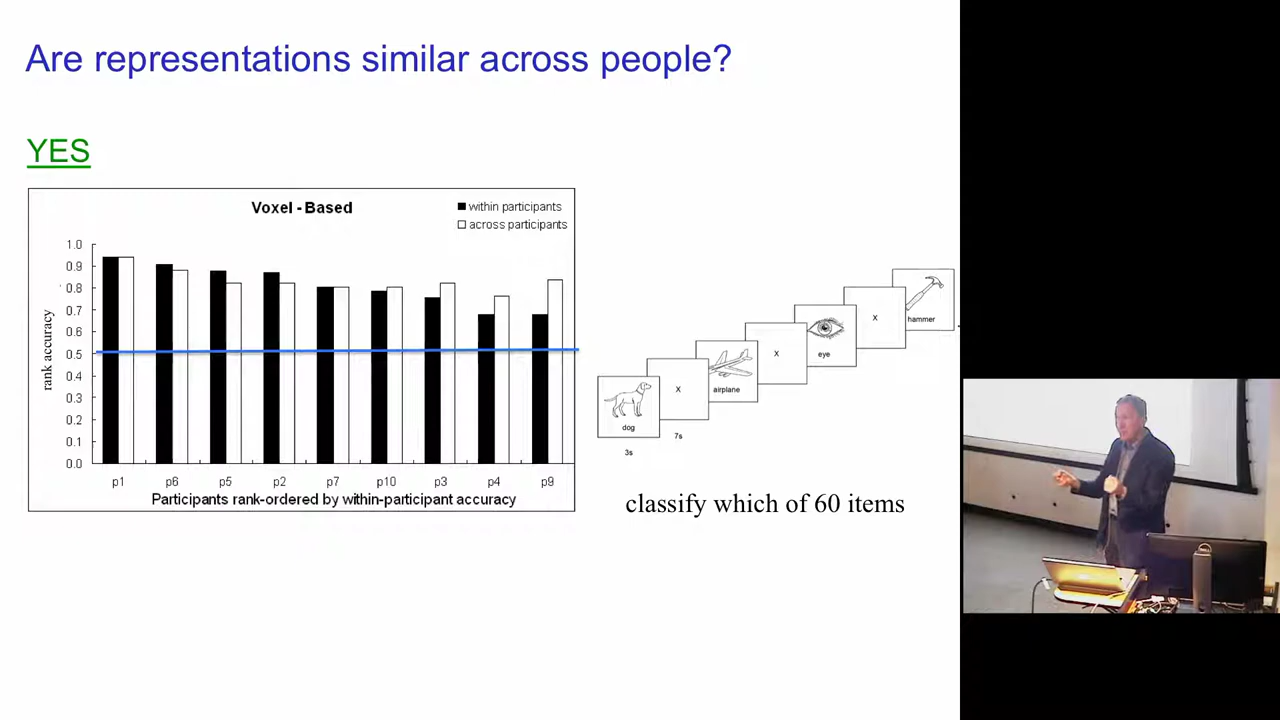 Are representations similar across people?
YES
Voxel - Based
within participants
across participants
1.0
0.9
0.8
0.7
0.6
0.5
0.4
0.3
0.2
0.1
0.0
rank accuracy
p1 p6 p5 p2 p7 p10 p3 p4 p9
Participants rank-ordered by within-participant accuracy
dog
3s
X
7s
airplane
X
eye
X
hammer
classify which of 60 items